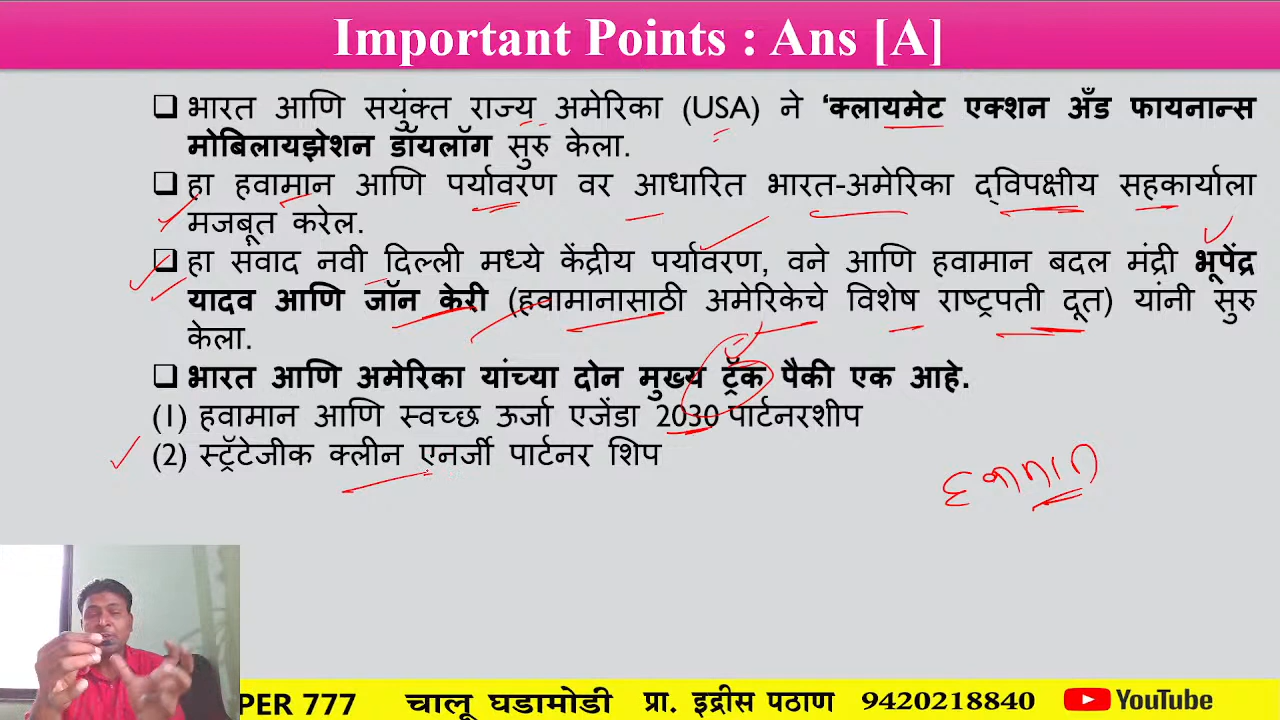 Important Points : Ans [A]
❑ भारत आणि सयुंक्त राज्य अमेरिका (USA) ने ‘क्लायमेट एक्शन अँड फायनान्स
मोबिलायझेशन डॉयलॉग सुरु केला.
❑ हा हवामान आणि पर्यावरण वर आधारित भारत-अमेरिका द्विपक्षीय सहकार्याला
मजबूत करेल.
❑ हा संवाद नवी दिल्ली मध्ये केंद्रीय पर्यावरण, वने आणि हवामान बदल मंत्री भूपेंद्र
यादव आणि जॉन केरी (हवामानासाठी अमेरिकेचे विशेष राष्ट्रपती दूत) यांनी सुरु
केला.
❑ भारत आणि अमेरिका यांच्या दोन मुख्य ट्रॅक पैकी एक आहे.
(1) हवामान आणि स्वच्छ ऊर्जा एजेंडा 2030 पार्टनरशीप
(2) स्ट्रॅटेजीक क्लीन एनर्जी पार्टनर शिप
हवामान
PER 777 चालू घडामोडी प्रा. इद्रीस पठाण 9420218840 YouTube